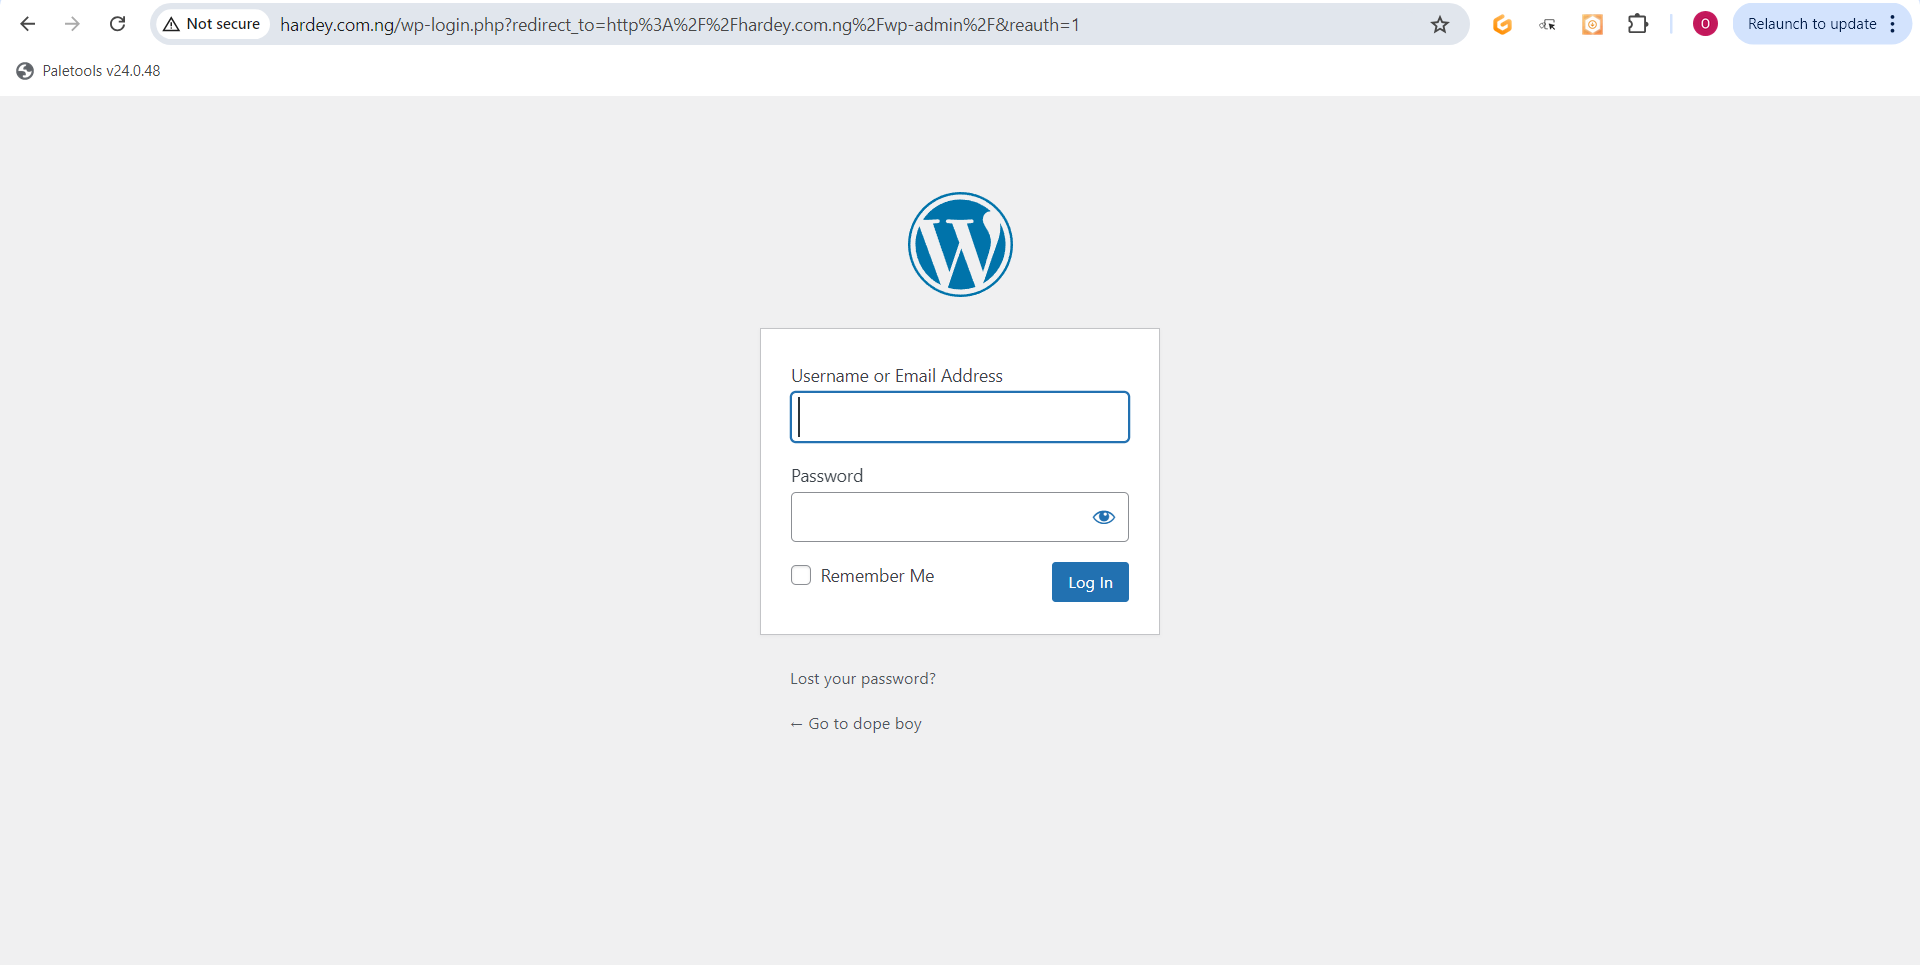 Not secure hardey.com.ng/wp-login.php?redirect_to=http%3A%2F%2Fhardey.com.ng%2Fwp-admin%2F&reauth=1 O Relaunch to update
Paletools v24.0.48
W
Username or Email Address
Password
Remember Me Log In
Lost your password?
← Go to dope boy